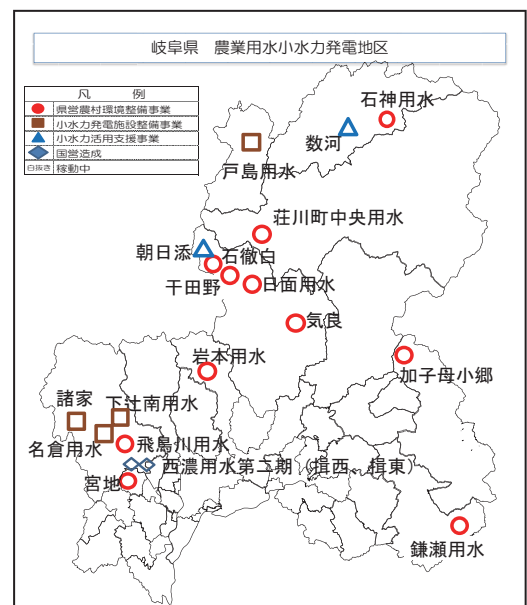 岐阜県 農業用水小水力発電地区
凡 例
県営農村環境整備事業
小水力発電施設整備事業
小水力活用支援事業
国営造成
白抜き 稼動中
石神用水
数河
戸島用水
荘川町中央用水
朝日添
石徹白
干田野
日面用水
気良
岩本用水
加子母小郷
諸家
下辻南用水
名倉用水
飛鳥川用水
西濃用水第二期（揖西、揖東）
宮地
鎌瀬用水